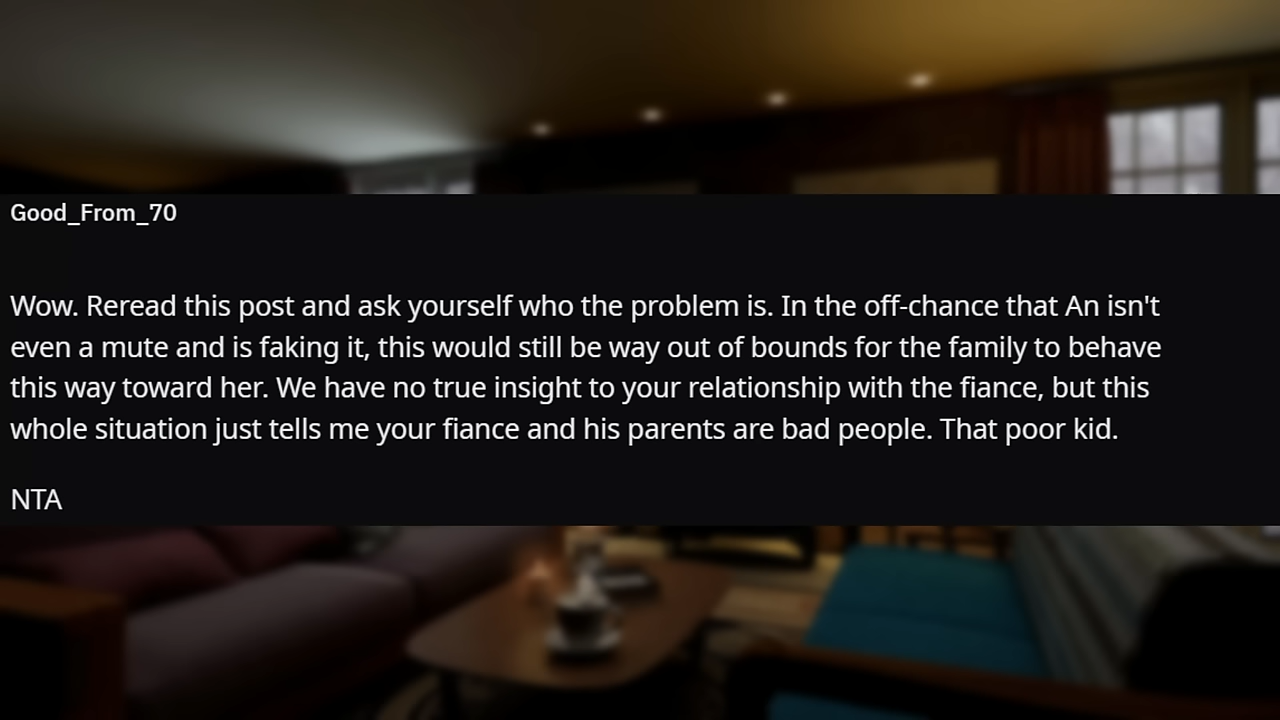 Good_From_70
Wow. Reread this post and ask yourself who the problem is. In the off-chance that An isn't
even a mute and is faking it, this would still be way out of bounds for the family to behave
this way toward her. We have no true insight to your relationship with the fiance, but this
whole situation just tells me your fiance and his parents are bad people. That poor kid.
NTA